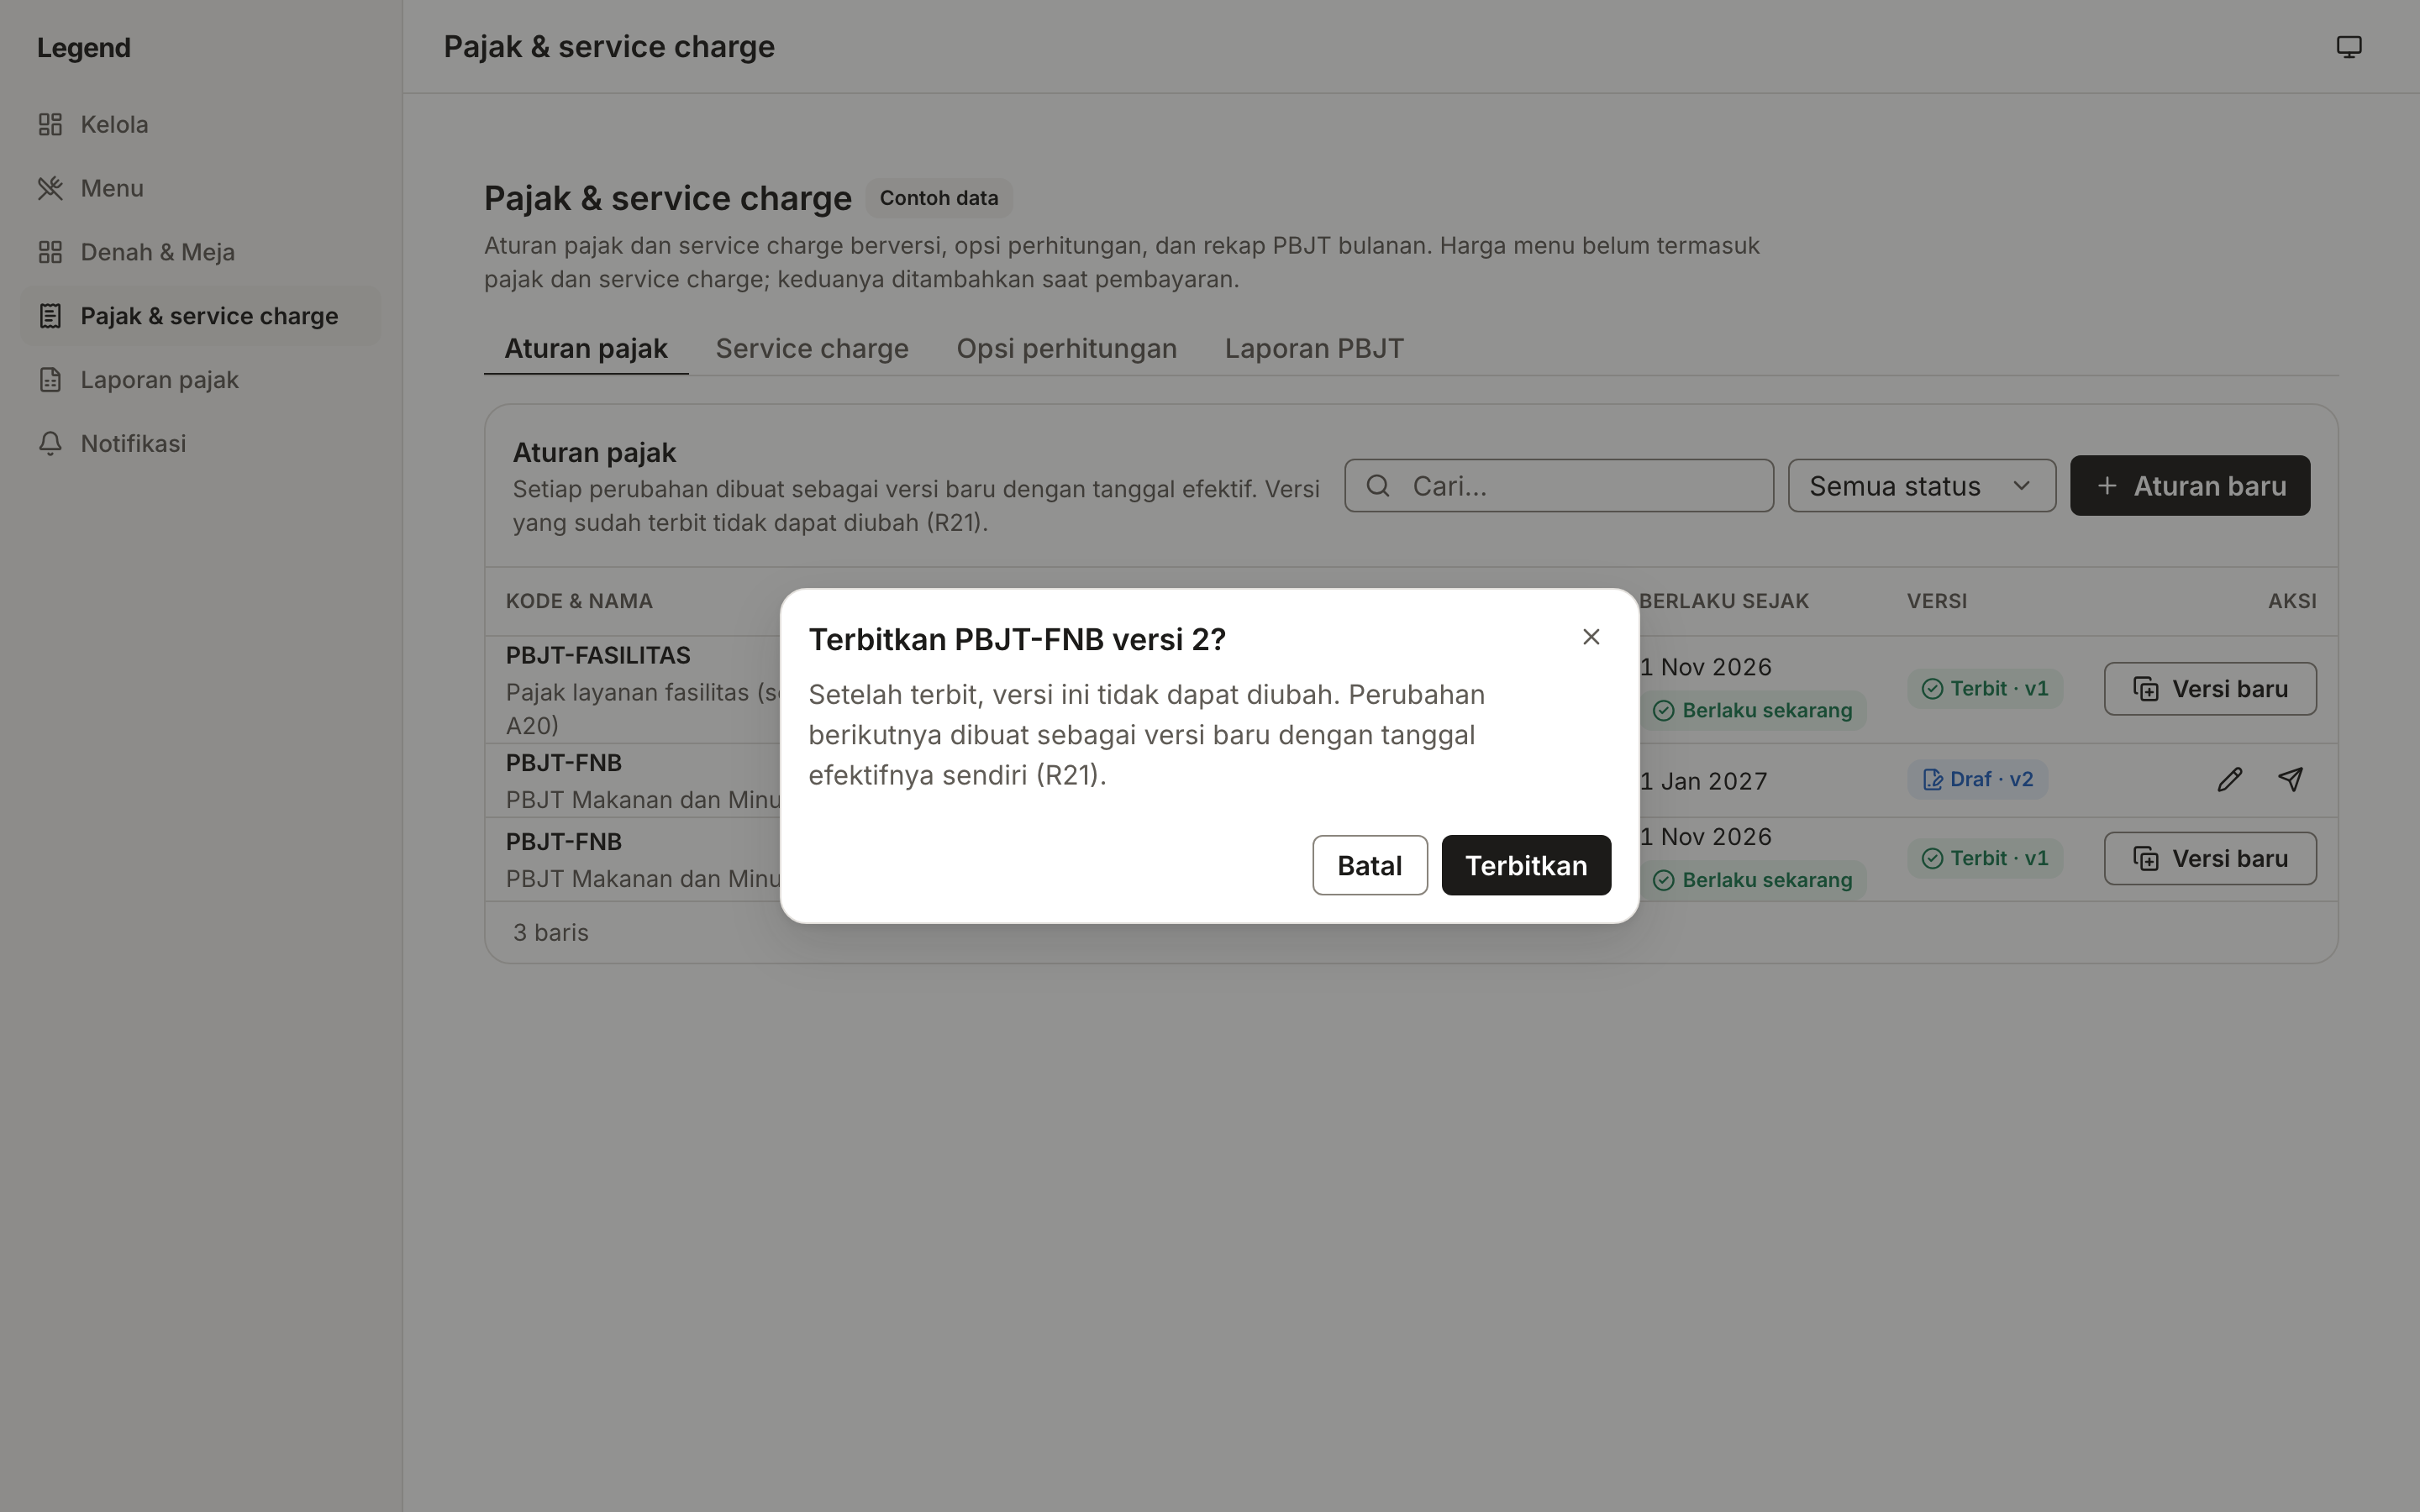 Legend
Kelola
Menu
Denah & Meja
Pajak & service charge
Laporan pajak
Notifikasi
Pajak & service charge
Pajak & service charge
Contoh data
Aturan pajak dan service charge berversi, opsi perhitungan, dan rekap PBJT bulanan. Harga menu belum termasuk
pajak dan service charge; keduanya ditambahkan saat pembayaran.
Aturan pajak
Service charge
Opsi perhitungan
Laporan PBJT
Aturan pajak
Setiap perubahan dibuat sebagai versi baru dengan tanggal efektif. Versi
yang sudah terbit tidak dapat diubah (R21).
Cari...
Semua status
Aturan baru
KODE & NAMA
BERLAKU SEJAK
VERSI
AKSI
PBJT-FASILITAS
Pajak layanan fasilitas
A20)
1 Nov 2026
Berlaku sekarang
Terbit · v1
Versi baru
PBJT-FNB
PBJT Makanan dan
1 Jan 2027
Draf · v2
PBJT-FNB
PBJT Makanan dan
1 Nov 2026
Berlaku sekarang
Terbit · v1
Versi baru
3 baris
Terbitkan PBJT-FNB versi 2?
Setelah terbit, versi ini tidak dapat diubah. Perubahan
berikutnya dibuat sebagai versi baru dengan tanggal
efektifnya sendiri (R21).
Batal
Terbitkan